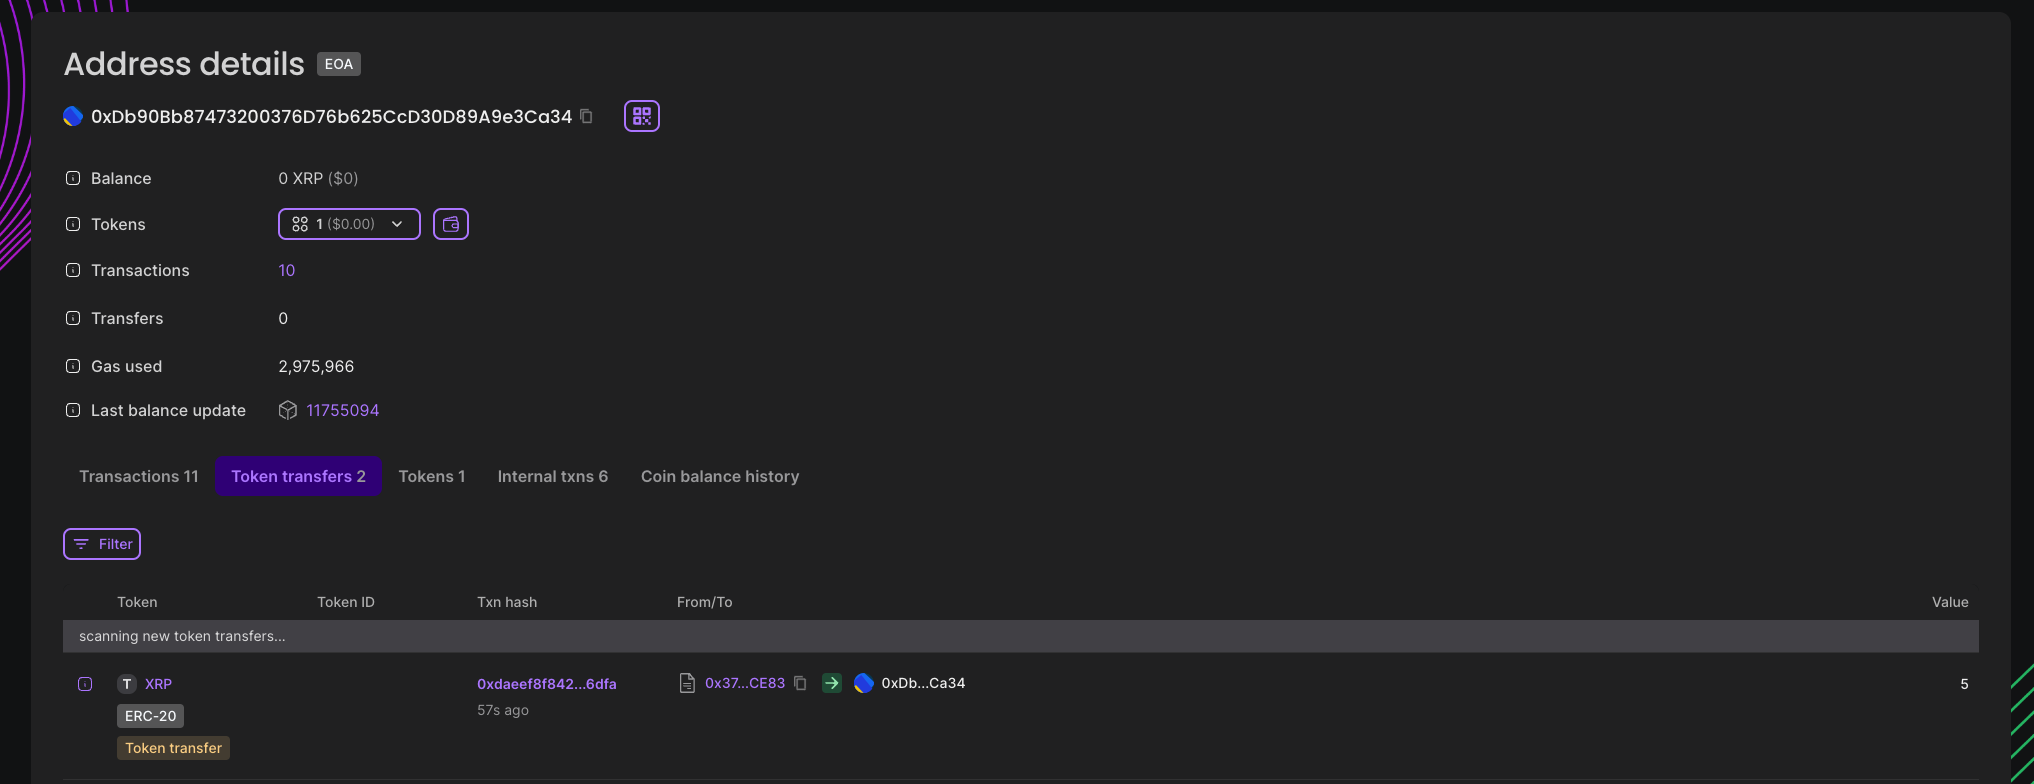 Address details EOA
0xDb90Bb87473200376D76b625CcD30D89A9e3Ca34
Balance 0 XRP ($0)
Tokens 1 ($0.00)
Transactions 10
Transfers 0
Gas used 2,975,966
Last balance update 11755094
Transactions 11 Token transfers 2 Tokens 1 Internal txns 6 Coin balance history
Filter
Token Token ID Txn hash From/To Value
scanning new token transfers...
T XRP 0xdaeef8f842...6dfa 0x37...CE83 0xDb...Ca34 5
57s ago
ERC-20
Token transfer